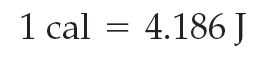 1 cal = 4.186 J